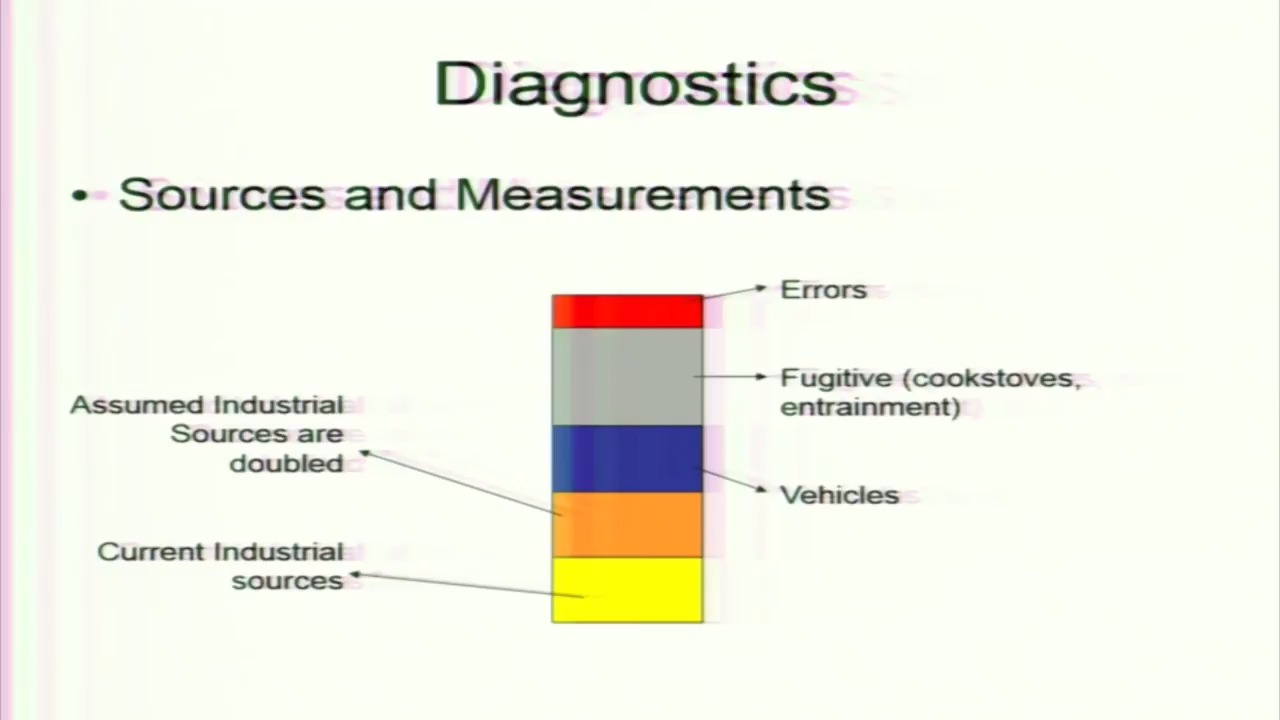 Diagnostics
• Sources and Measurements
Errors
Fugitive (cookstoves,
entrainment)
Assumed Industrial
Sources are
doubled
Vehicles
Current Industrial
sources